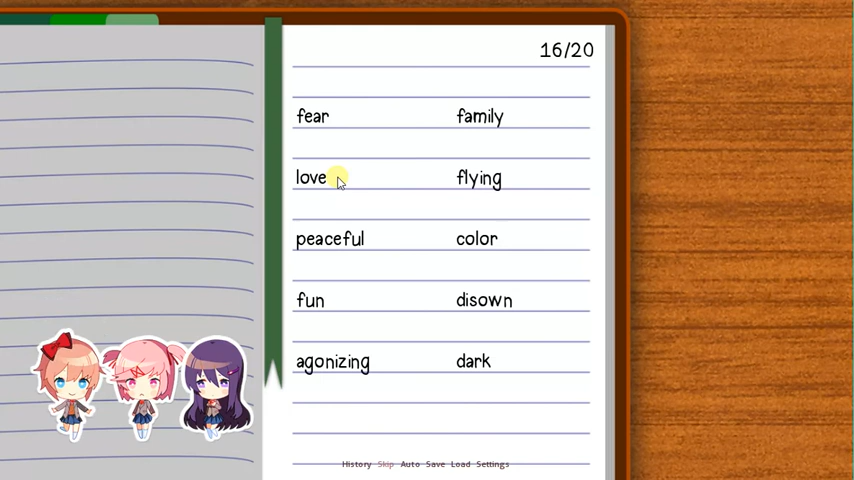 16/20
fear family
love flying
peaceful color
fun disown
agonizing dark
History Skip Auto Save Load Settings